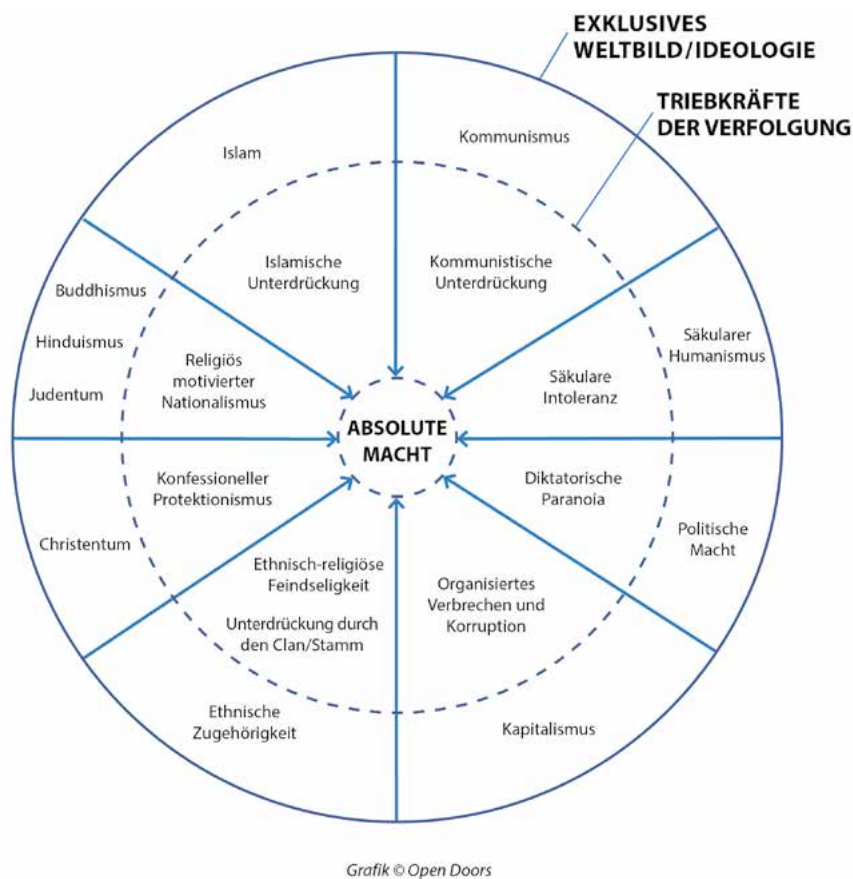 EXKLUSIVES
WELTBILD/IDEOLOGIE
TRIEBKRÄFTE
DER VERFOLGUNG
Islam
Kommunismus
Islamische
Unterdrückung
Kommunistische
Unterdrückung
Buddhismus
Hinduismus
Judentum
Religiös
motivierter
Nationalismus
Säkulare
Intoleranz
Säkularer
Humanismus
ABSOLUTE
MACHT
Konfessioneller
Protektionismus
Diktatorische
Paranoia
Christentum
Politische
Macht
Ethnisch-religiöse
Feindseligkeit
Unterdrückung durch
den Clan/Stamm
Organisiertes
Verbrechen und
Korruption
Ethnische
Zugehörigkeit
Kapitalismus
Grafik © Open Doors